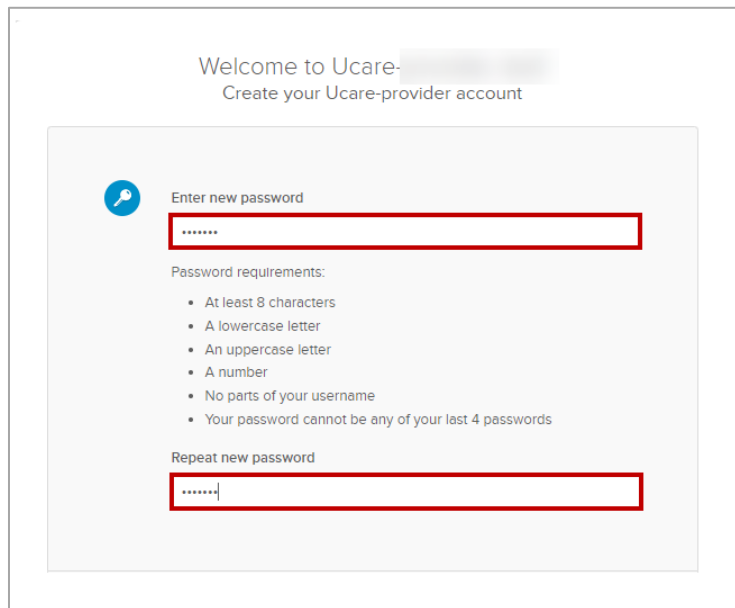 Welcome to Ucare-
Create your Ucare-provider account
Enter new password
•••••••
Password requirements:
• At least 8 characters
• A lowercase letter
• An uppercase letter
• A number
• No parts of your username
• Your password cannot be any of your last 4 passwords
Repeat new password
•••••••